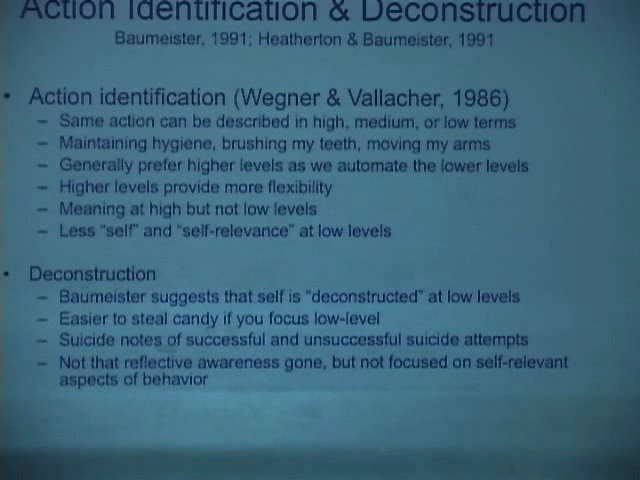 Action Identification & Deconstruction
Baumeister, 1991; Heatherton & Baumeister, 1991
• Action identification (Wegner & Vallacher, 1986)
– Same action can be described in high, medium, or low terms
– Maintaining hygiene, brushing my teeth, moving my arms
– Generally prefer higher levels as we automate the lower levels
– Higher levels provide more flexibility
– Meaning at high but not low levels
– Less “self” and “self-relevance” at low levels
• Deconstruction
– Baumeister suggests that self is “deconstructed” at low levels
– Easier to steal candy if you focus low-level
– Suicide notes of successful and unsuccessful suicide attempts
– Not that reflective awareness gone, but not focused on self-relevant
aspects of behavior